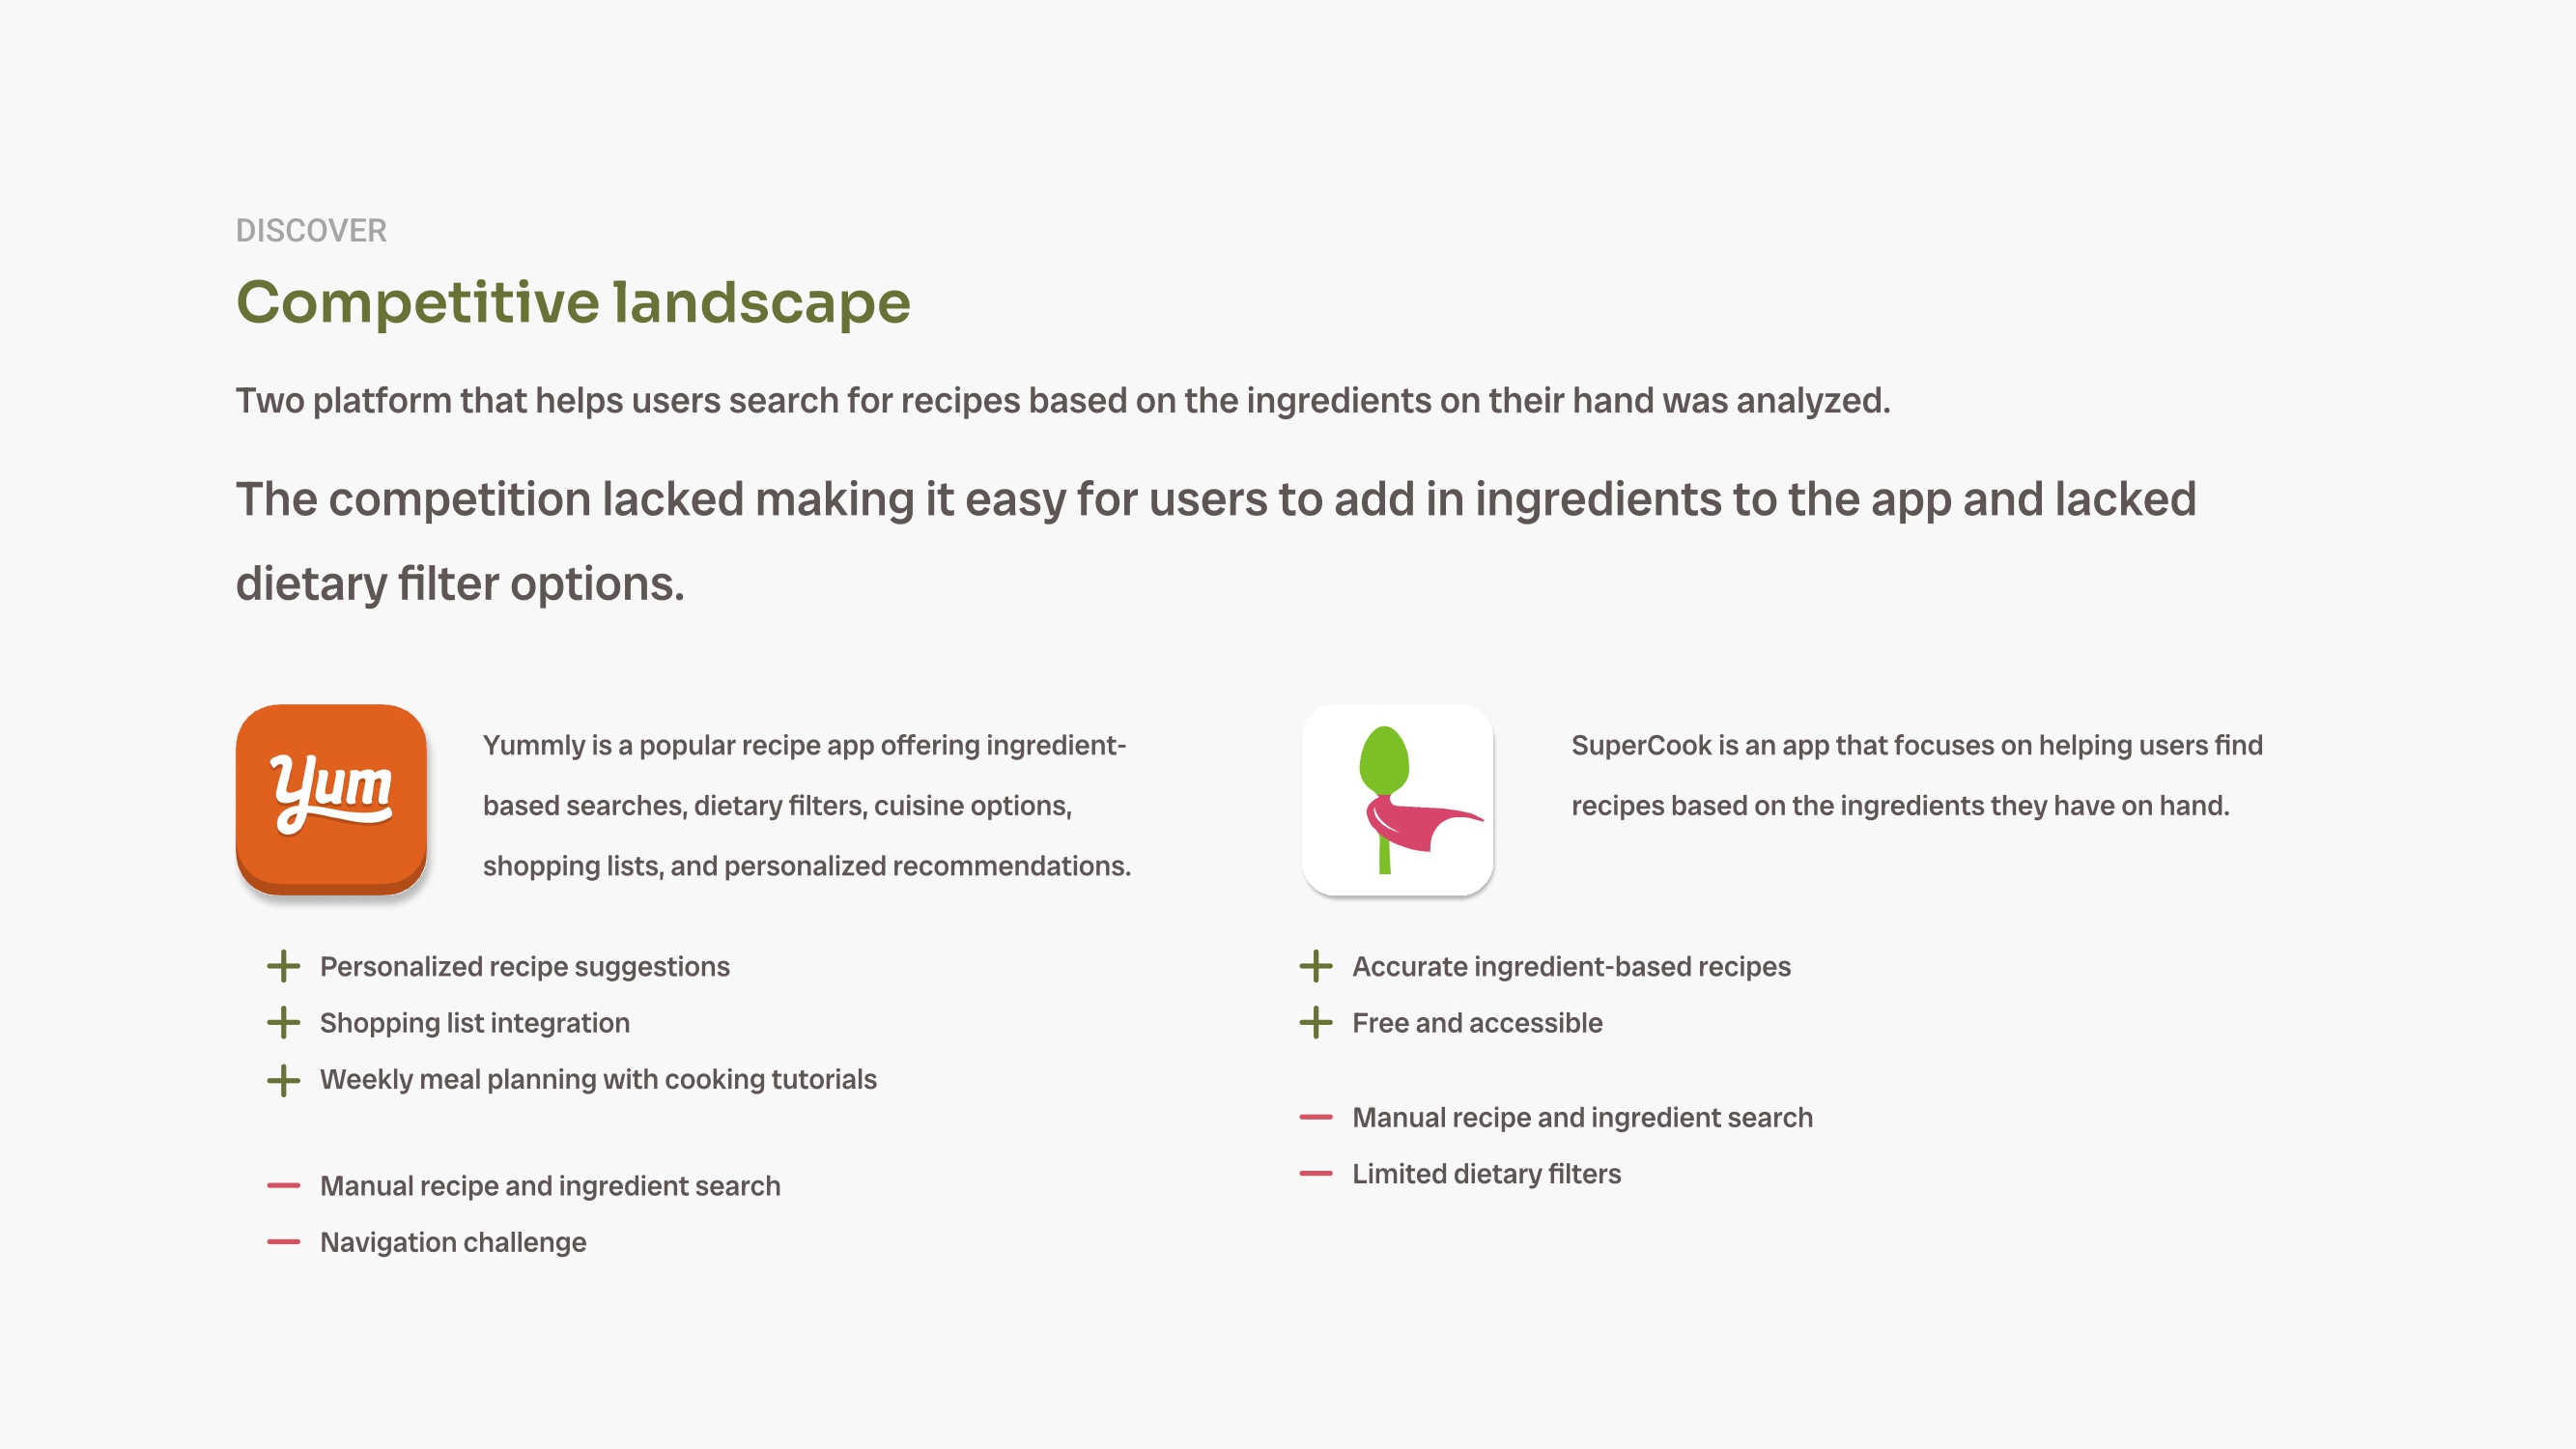 DISCOVER
Competitive landscape
Two platform that helps users search for recipes based on the ingredients on their hand was analyzed.
The competition lacked making it easy for users to add in ingredients to the app and lacked
dietary filter options.
Yum
Yummly is a popular recipe app offering ingredient-
based searches, dietary filters, cuisine options,
shopping lists, and personalized recommendations.
Personalized recipe suggestions
Shopping list integration
Weekly meal planning with cooking tutorials
Manual recipe and ingredient search
Navigation challenge
SuperCook is an app that focuses on helping users find
recipes based on the ingredients they have on hand.
Accurate ingredient-based recipes
Free and accessible
Manual recipe and ingredient search
Limited dietary filters